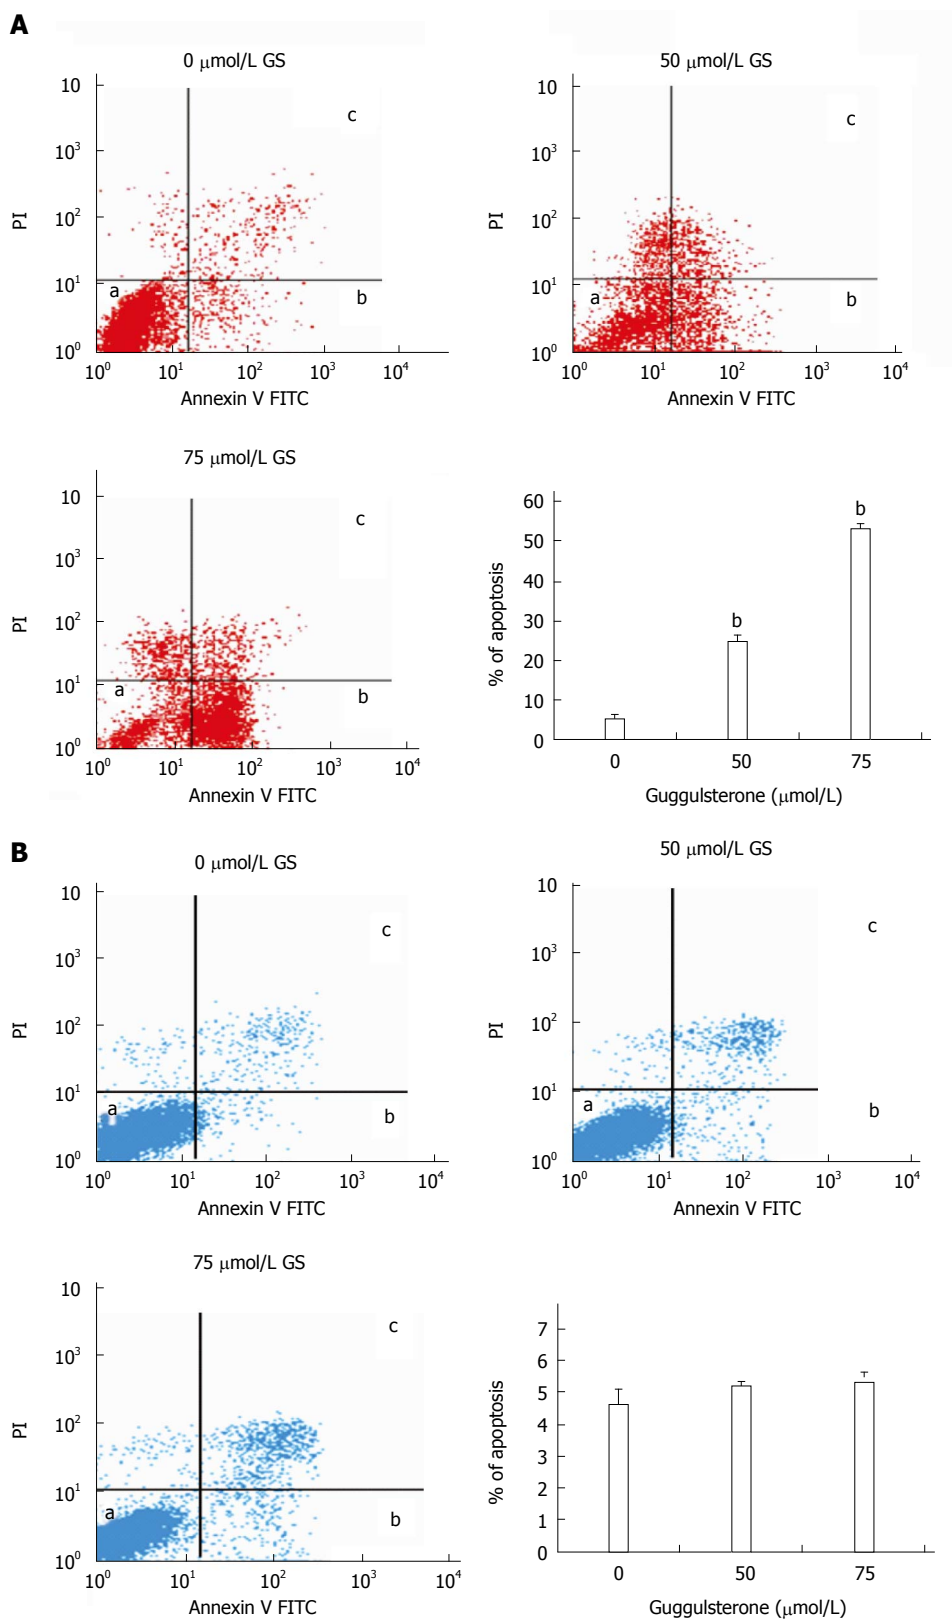 A
0 μmol/L GS
10
10³
10²
10¹
10⁰
PI
a
b
c
10⁰ 10¹ 10² 10³ 10⁴
Annexin V FITC
50 μmol/L GS
10
10³
10²
10¹
10⁰
PI
a
b
c
10⁰ 10¹ 10² 10³ 10⁴
Annexin V FITC
75 μmol/L GS
10
10³
10²
10¹
10⁰
PI
a
b
c
10⁰ 10¹ 10² 10³ 10⁴
Annexin V FITC
60
50
40
30
20
10
0
% of apoptosis
b
b
0 50 75
Guggulsterone (μmol/L)
B
0 μmol/L GS
10
10³
10²
10¹
10⁰
PI
a
b
c
10⁰ 10¹ 10² 10³ 10⁴
Annexin V FITC
50 μmol/L GS
10
10³
10²
10¹
10⁰
PI
a
b
c
10⁰ 10¹ 10² 10³ 10⁴
Annexin V FITC
75 μmol/L GS
10
10³
10²
10¹
10⁰
PI
a
b
c
10⁰ 10¹ 10² 10³ 10⁴
Annexin V FITC
7
6
5
4
3
2
1
0
% of apoptosis
0 50 75
Guggulsterone (μmol/L)